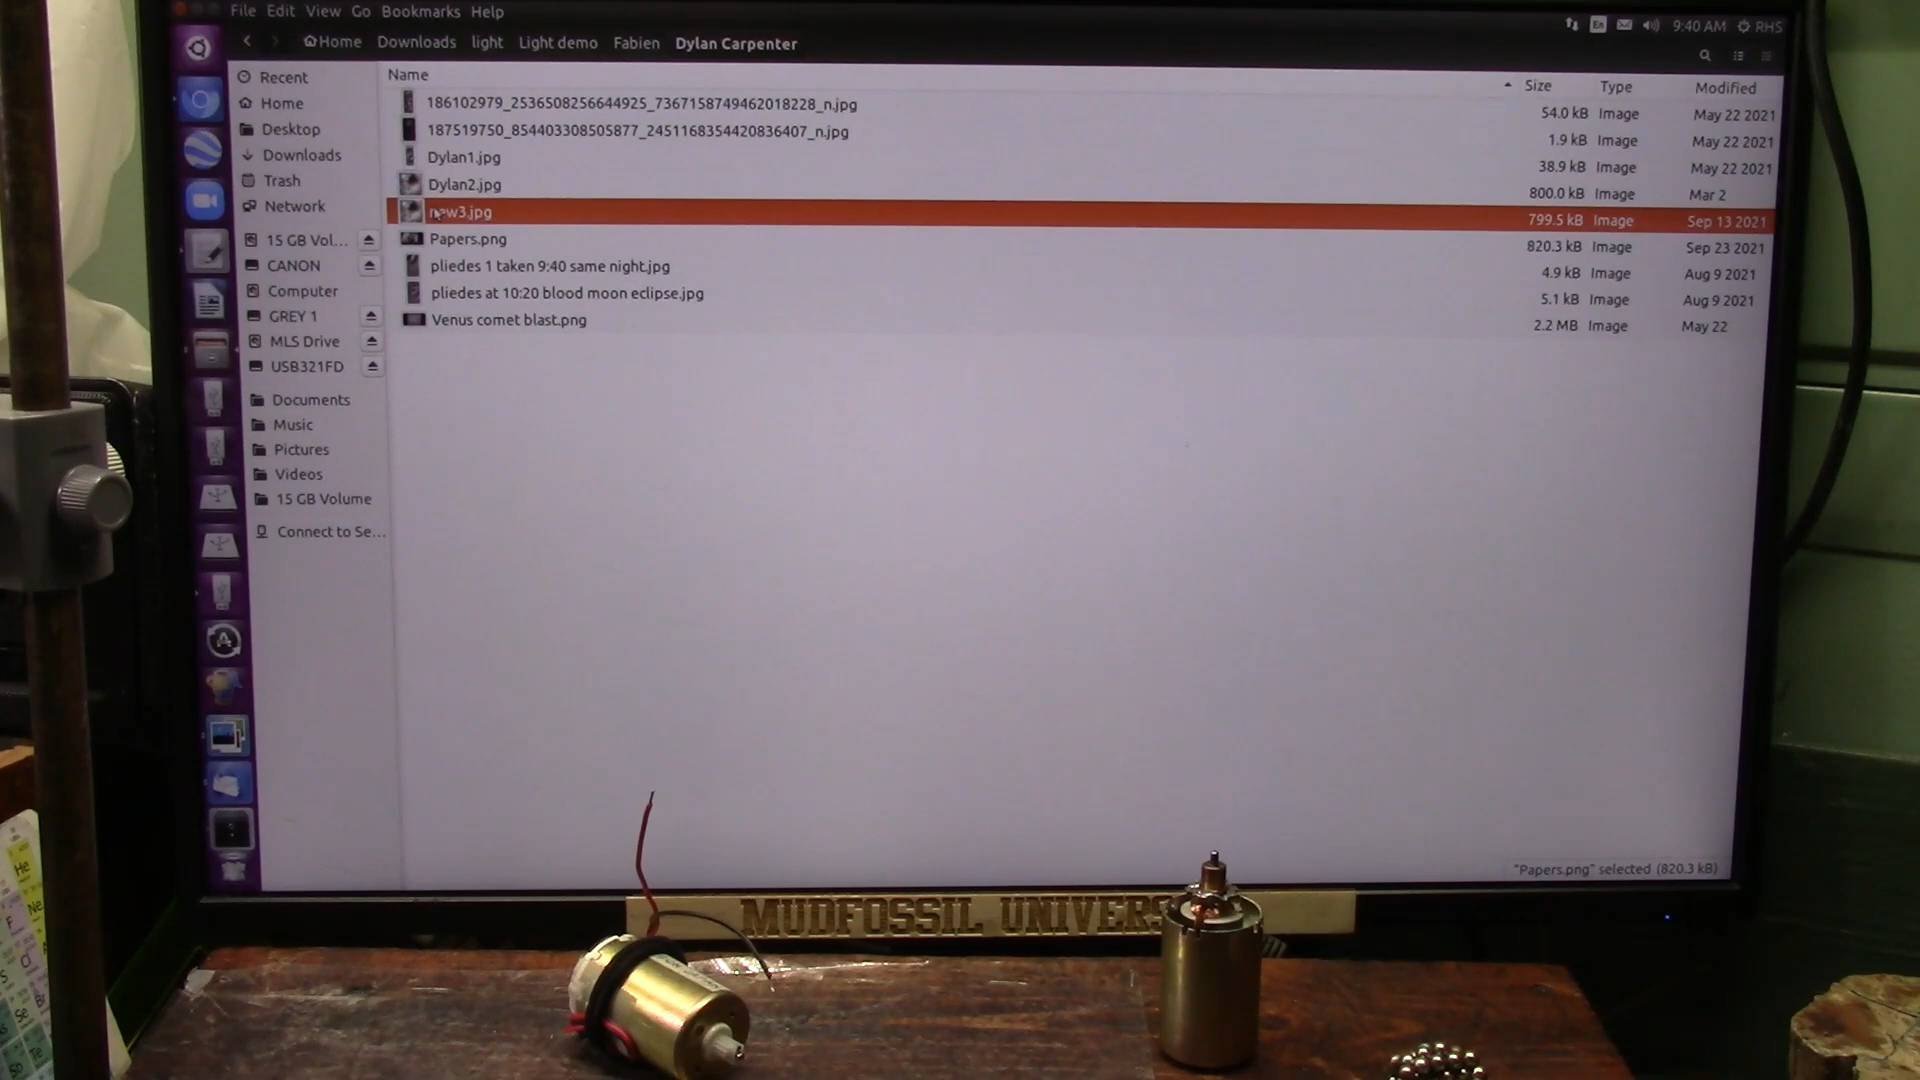 File Edit View Go Bookmarks Help
En 9:40 AM RHS
Home Downloads light Light demo Fabien Dylan Carpenter
Recent
Home
Desktop
Downloads
Trash
Network
15 GB Vol...
CANON
Computer
GREY 1
MLS Drive
USB321FD
Documents
Music
Pictures
Videos
15 GB Volume
Connect to Se...
Name Size Type Modified
186102979_2536508256644925_7367158749462018228_n.jpg 54.0 kB Image May 22 2021
187519750_854403308505877_2451168354420836407_n.jpg 1.9 kB Image May 22 2021
Dylan1.jpg 38.9 kB Image May 22 2021
Dylan2.jpg 800.0 kB Image Mar 2
new3.jpg 799.5 kB Image Sep 13 2021
Papers.png 820.3 kB Image Sep 23 2021
pliedes 1 taken 9:40 same night.jpg 4.9 kB Image Aug 9 2021
pliedes at 10:20 blood moon eclipse.jpg 5.1 kB Image Aug 9 2021
Venus comet blast.png 2.2 MB Image May 22
"Papers.png" selected (820.3 kB)
MUDFOSSIL UNIVERS
He
Ne
F
S
Se